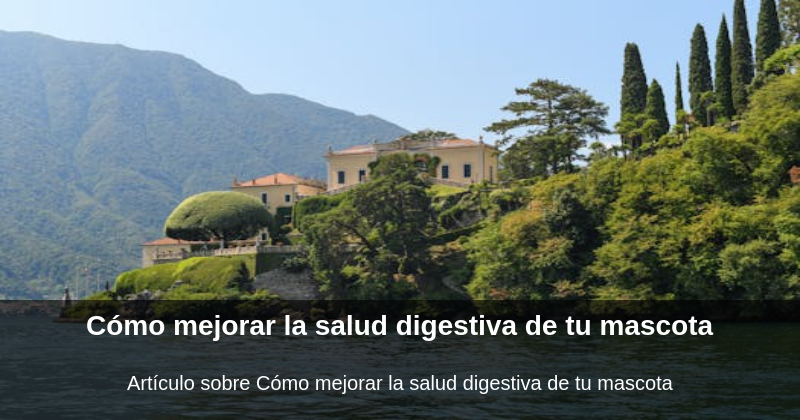 Cómo mejorar la salud digestiva de tu mascota
Artículo sobre Cómo mejorar la salud digestiva de tu mascota